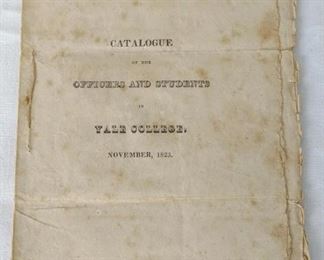 CATALOGUE
OF THE
OFFICERS AND STUDENTS
IN
YALE COLLEGE,
NOVEMBER, 1823.